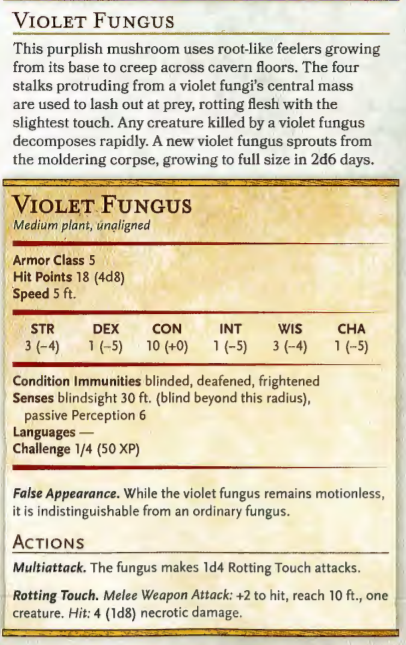 VIOLET FUNGUS
This purplish mushroom uses root-like feelers growing
from its base to creep across cavern floors. The four
stalks protruding from a violet fungi's central mass
are used to lash out at prey, rotting flesh with the
slightest touch. Any creature killed by a violet fungus
decomposes rapidly. A new violet fungus sprouts from
the moldering corpse, growing to full size in 2d6 days.
VIOLET FUNGUS
Medium plant, unaligned
Armor Class 5
Hit Points 18 (4d8)
Speed 5 ft.
STR DEX CON INT WIS CHA
3 (−4) 1 (−5) 10 (+0) 1 (−5) 3 (−4) 1 (−5)
Condition Immunities blinded, deafened, frightened
Senses blindsight 30 ft. (blind beyond this radius),
passive Perception 6
Languages —
Challenge 1/4 (50 XP)
False Appearance. While the violet fungus remains motionless,
it is indistinguishable from an ordinary fungus.
ACTIONS
Multiattack. The fungus makes 1d4 Rotting Touch attacks.
Rotting Touch. Melee Weapon Attack: +2 to hit, reach 10 ft., one
creature. Hit: 4 (1d8) necrotic damage.